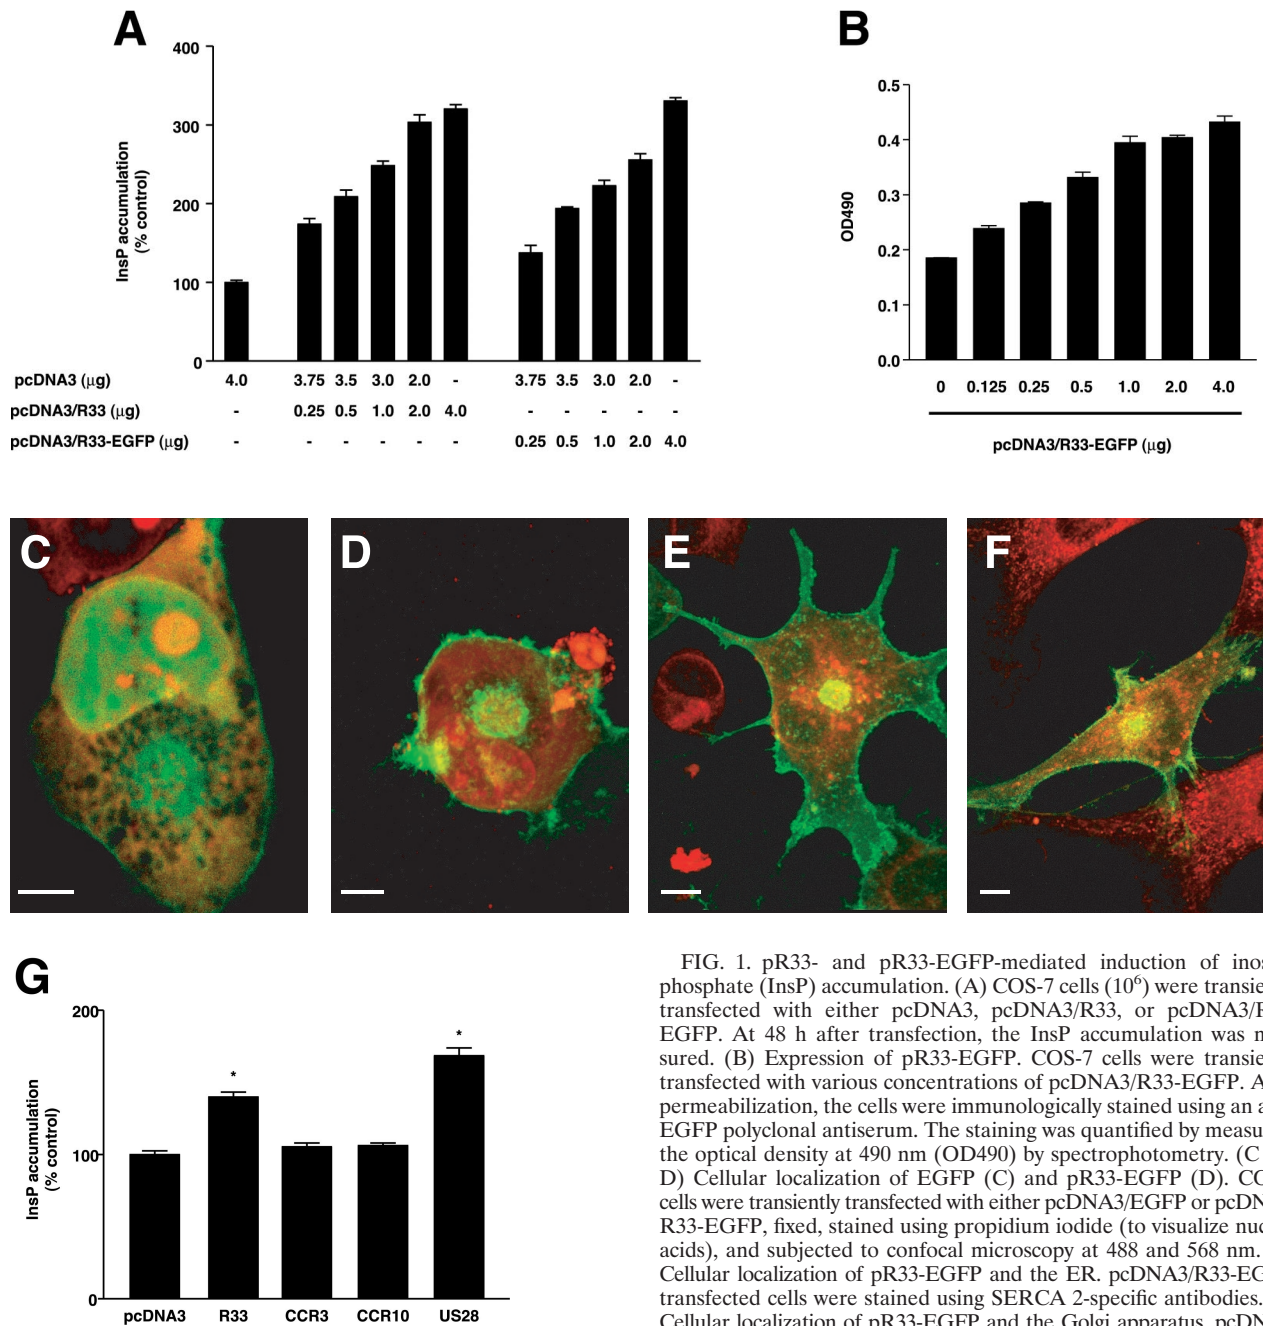 A
400
300
200
100
0
InsP accumulation
(% control)
pcDNA3 (μg) 4.0 3.75 3.5 3.0 2.0 - 3.75 3.5 3.0 2.0 -
pcDNA3/R33 (μg) - 0.25 0.5 1.0 2.0 4.0 - - - - -
pcDNA3/R33-EGFP (μg) - - - - - - 0.25 0.5 1.0 2.0 4.0
B
0.5
0.4
0.3
0.2
0.1
0.0
OD490
0 0.125 0.25 0.5 1.0 2.0 4.0
pcDNA3/R33-EGFP (μg)
C
D
E
F
G
200
100
0
InsP accumulation
(% control)
*
*
pcDNA3 R33 CCR3 CCR10 US28
FIG. 1. pR33- and pR33-EGFP-mediated induction of
phosphate (InsP) accumulation. (A) COS-7 cells (10⁶) were
transfected with either pcDNA3, pcDNA3/R33, or
EGFP. At 48 h after transfection, the InsP accumulation was
sured. (B) Expression of pR33-EGFP. COS-7 cells were
transfected with various concentrations of pcDNA3/R33-EGFP.
permeabilization, the cells were immunologically stained using an
EGFP polyclonal antiserum. The staining was quantified by
the optical density at 490 nm (OD490) by spectrophotometry. (C
D) Cellular localization of EGFP (C) and pR33-EGFP (D).
cells were transiently transfected with either pcDNA3/EGFP or
R33-EGFP, fixed, stained using propidium iodide (to visualize
acids), and subjected to confocal microscopy at 488 and 568 nm.
Cellular localization of pR33-EGFP and the ER.
transfected cells were stained using SERCA 2-specific antibodies.
Cellular localization of pR33-EGFP and the Golgi apparatus.